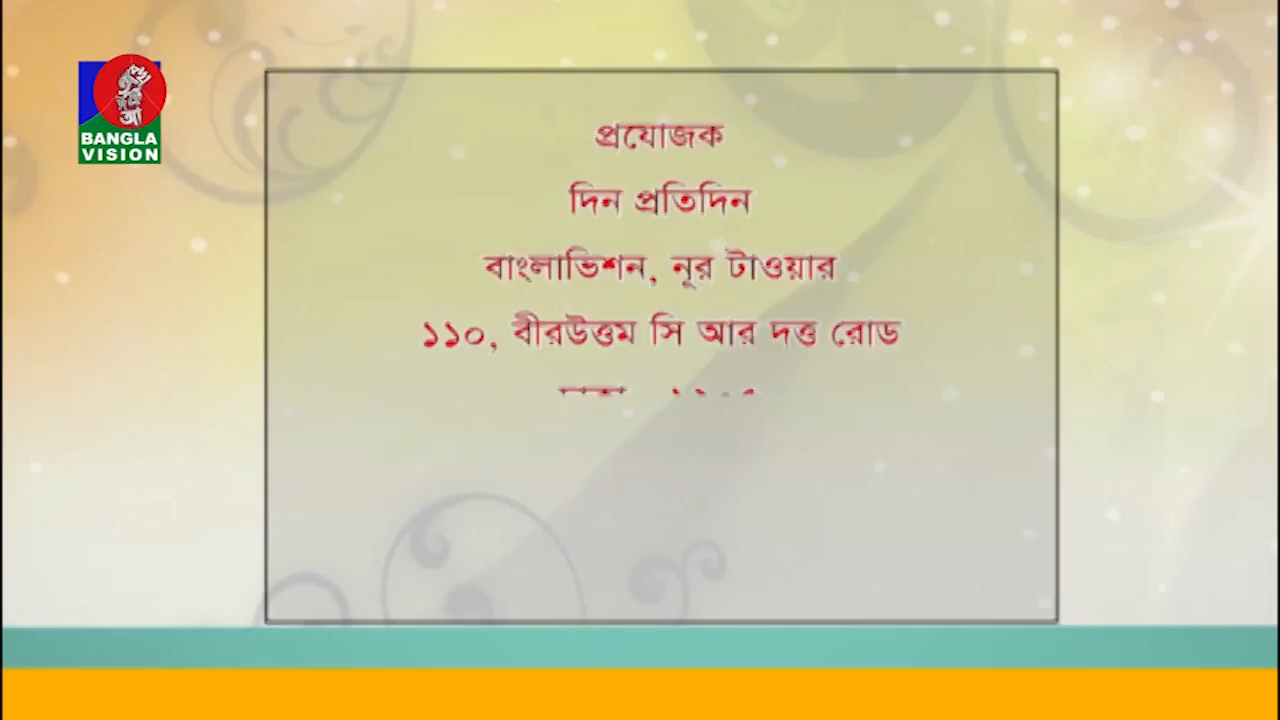 BANGLA
VISION
প্রযোজক
দিন প্রতিদিন
বাংলাভিশন, নূর টাওয়ার
১১০, বীরউত্তম সি আর দত্ত রোড